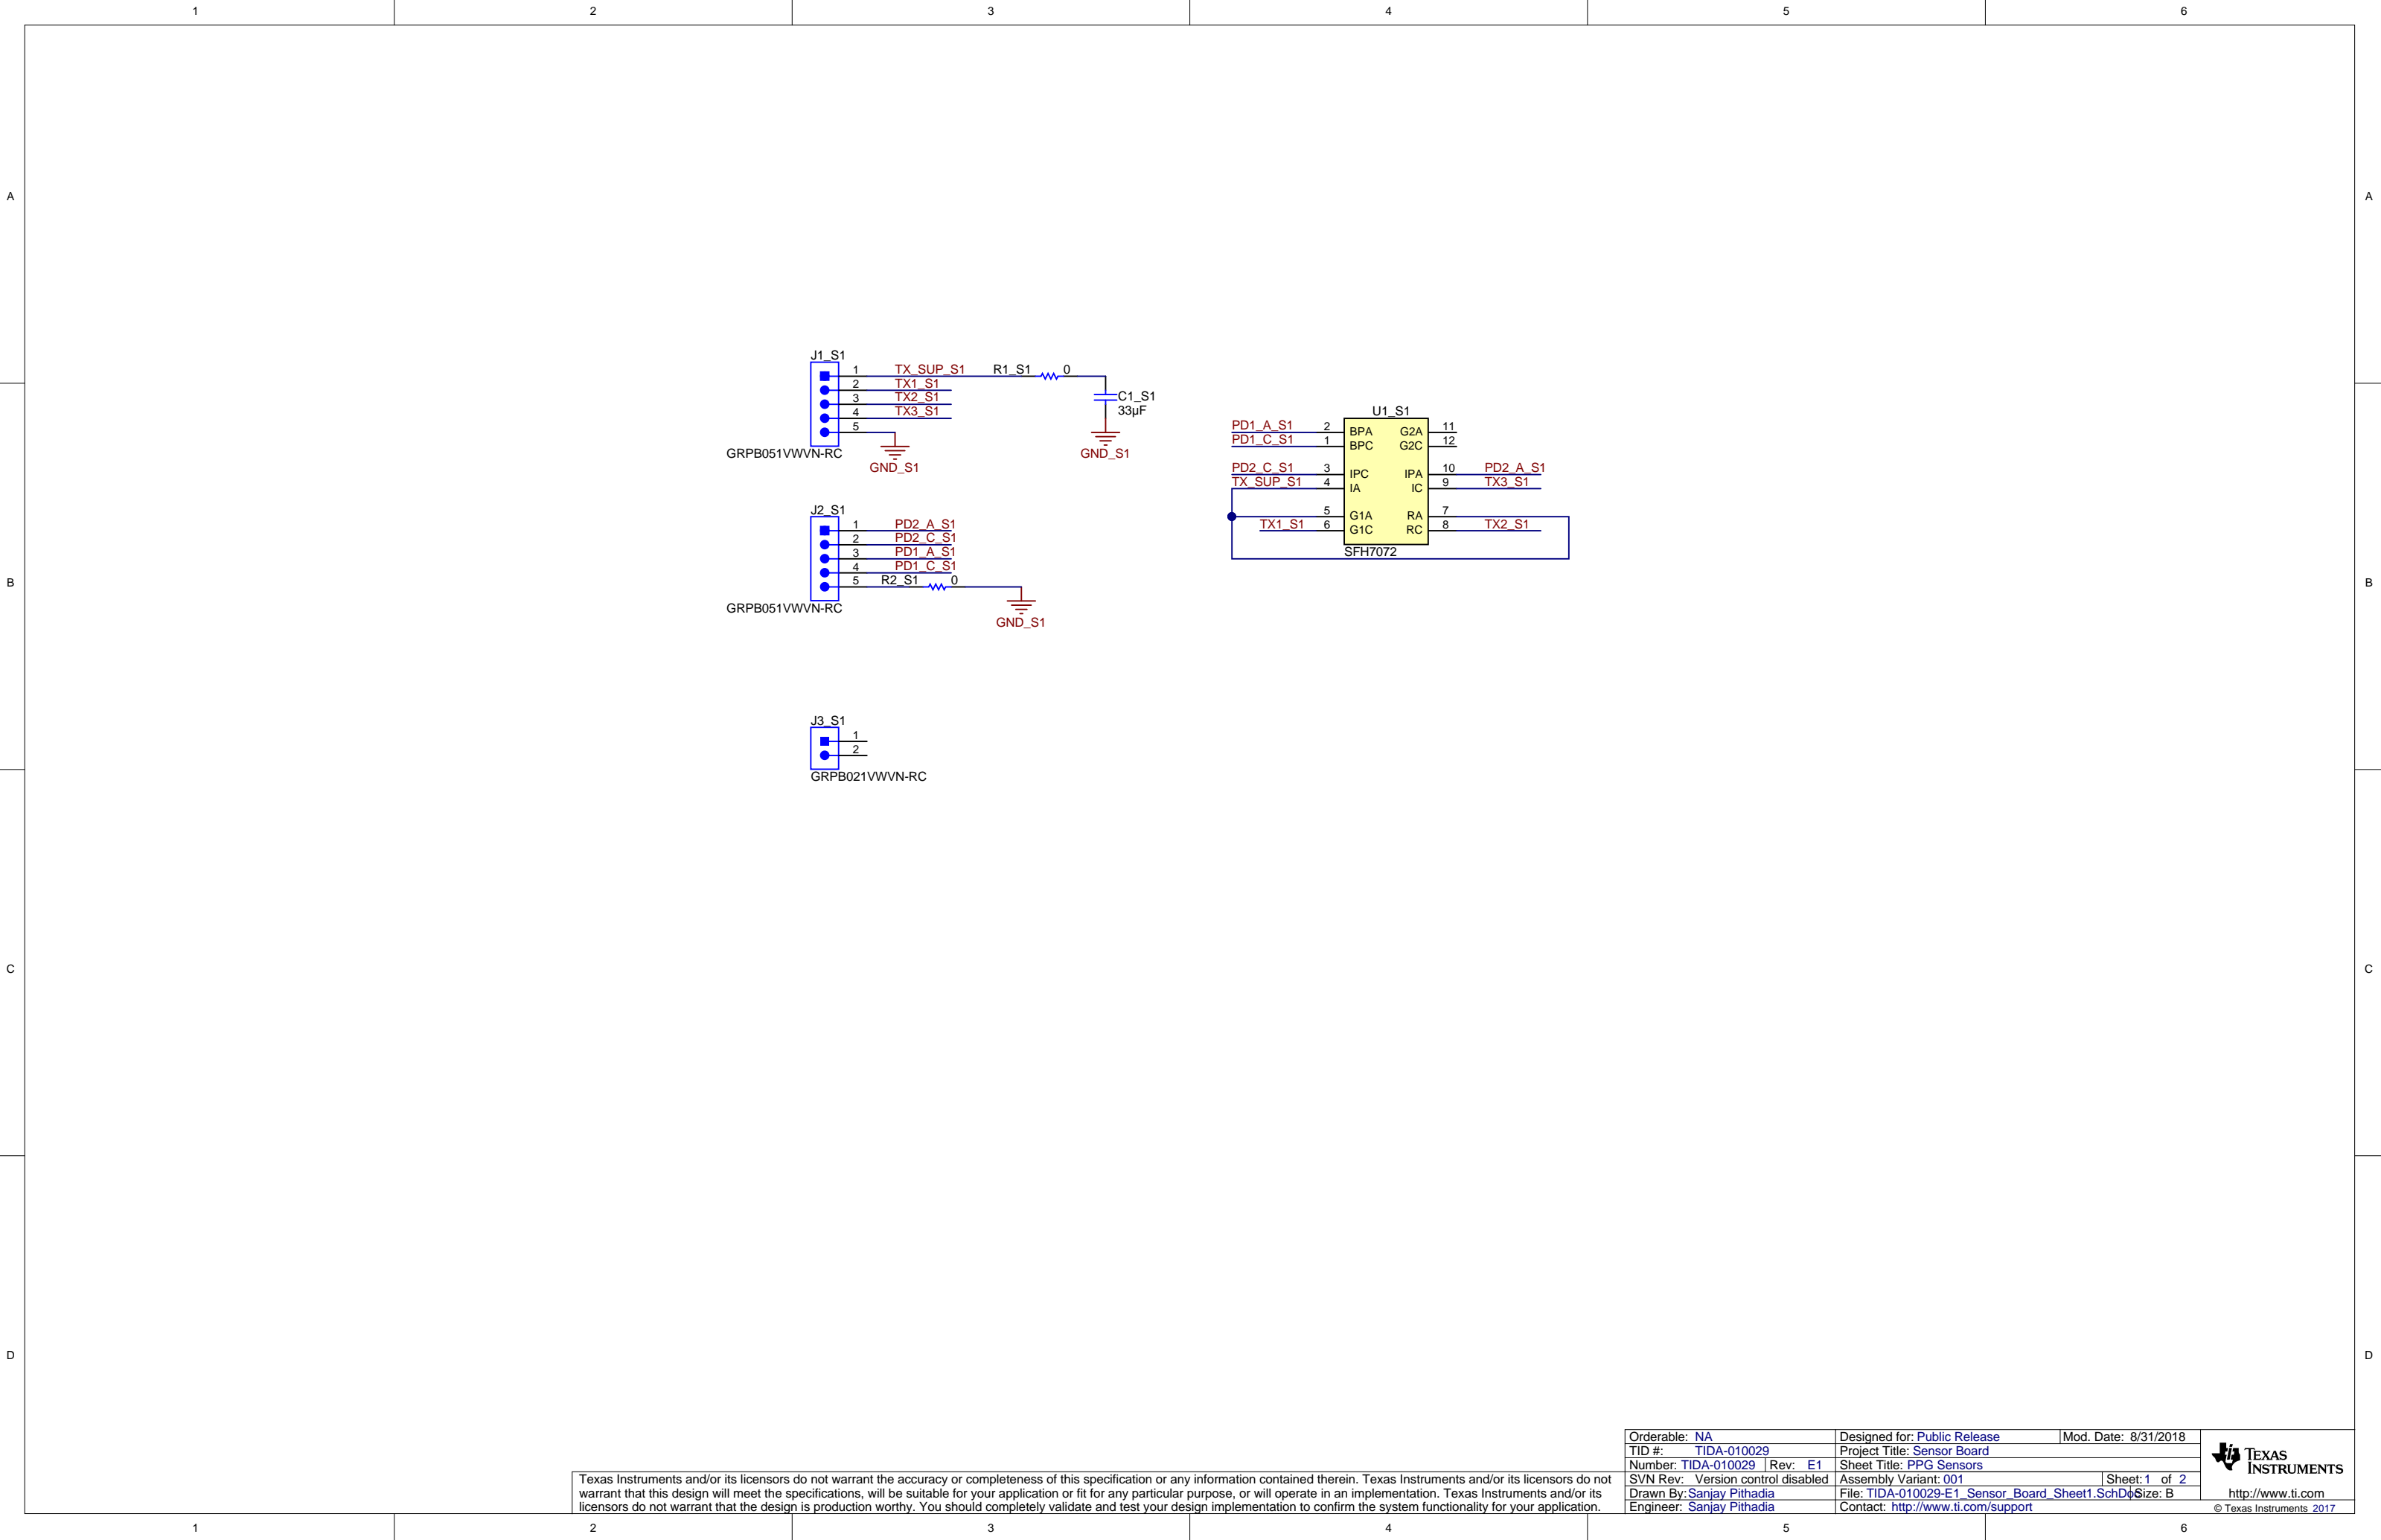 1 2 3 4 5 6
A A
J1_S1
1 TX_SUP_S1 R1_S1 0
2 TX1_S1
3 TX2_S1
4 TX3_S1
5
GRPB051VWVN-RC
GND_S1
C1_S1
33µF
GND_S1
U1_S1
PD1_A_S1 2 BPA G2A 11
PD1_C_S1 1 BPC G2C 12
PD2_C_S1 3 IPC IPA 10 PD2_A_S1
TX_SUP_S1 4 IA IC 9 TX3_S1
5 G1A RA 7
TX1_S1 6 G1C RC 8 TX2_S1
SFH7072
J2_S1
1 PD2_A_S1
2 PD2_C_S1
3 PD1_A_S1
4 PD1_C_S1
5 R2_S1 0
GRPB051VWVN-RC
GND_S1
B B
J3_S1
1
2
GRPB021VWVN-RC
C C
D D
Texas Instruments and/or its licensors do not warrant the accuracy or completeness of this specification or any information contained therein. Texas Instruments and/or its licensors do not
warrant that this design will meet the specifications, will be suitable for your application or fit for any particular purpose, or will operate in an implementation. Texas Instruments and/or its
licensors do not warrant that the design is production worthy. You should completely validate and test your design implementation to confirm the system functionality for your application.
Orderable: NA Designed for: Public Release Mod. Date: 8/31/2018
TID #: TIDA-010029 Project Title: Sensor Board
Number: TIDA-010029 Rev: E1 Sheet Title: PPG Sensors
SVN Rev: Version control disabled Assembly Variant: 001 Sheet: 1 of 2
Drawn By: Sanjay Pithadia File: TIDA-010029-E1_Sensor_Board_Sheet1.SchDoc Size: B
Engineer: Sanjay Pithadia Contact: http://www.ti.com/support
TEXAS
INSTRUMENTS
http://www.ti.com
© Texas Instruments 2017
1 2 3 4 5 6